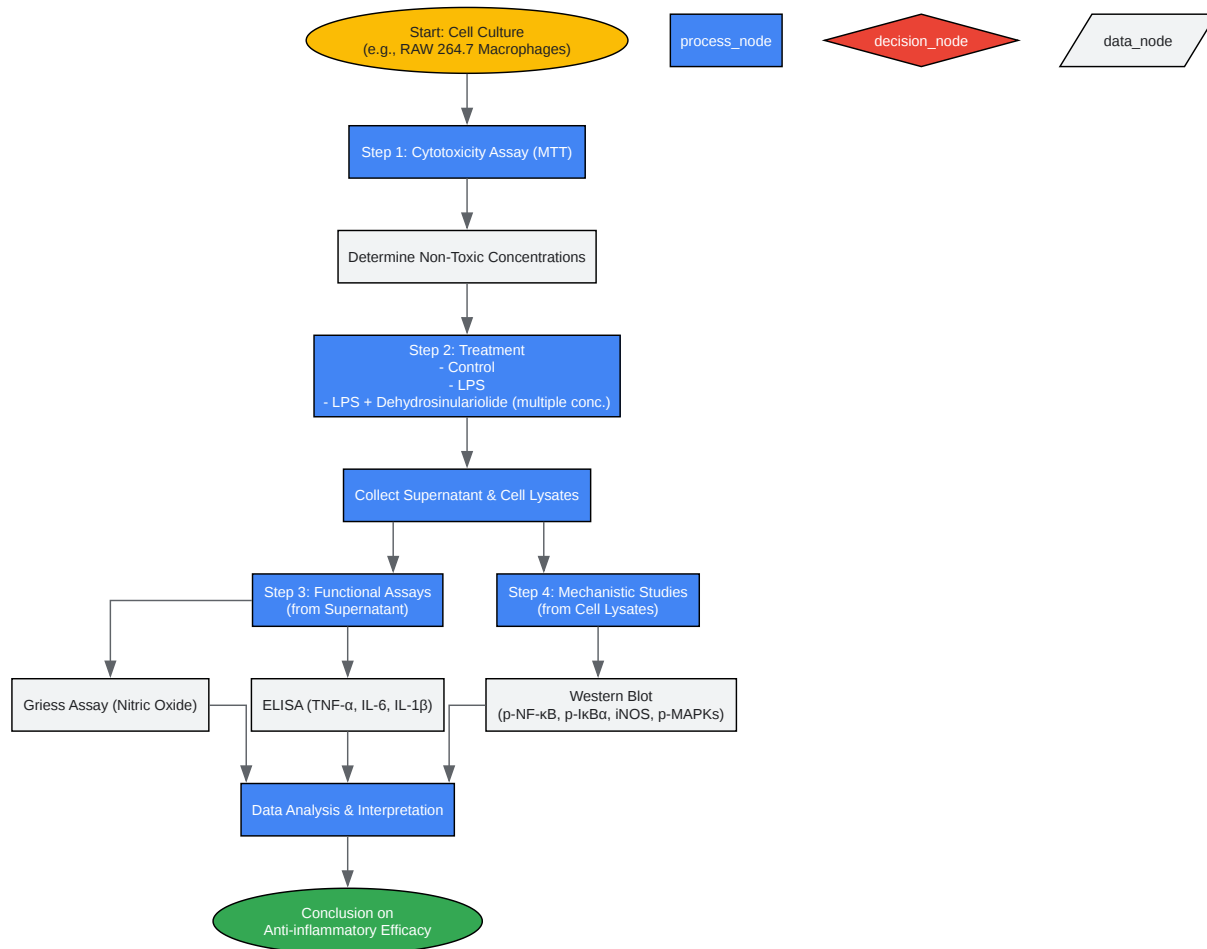 Start: Cell Culture
(e.g., RAW 264.7 Macrophages)
process_node
decision_node
data_node
Step 1: Cytotoxicity Assay (MTT)
Determine Non-Toxic Concentrations
Step 2: Treatment
- Control
- LPS
- LPS + Dehydrosinulariolide (multiple conc.)
Collect Supernatant & Cell Lysates
Step 3: Functional Assays
(from Supernatant)
Step 4: Mechanistic Studies
(from Cell Lysates)
Griess Assay (Nitric Oxide)
ELISA (TNF-α, IL-6, IL-1β)
Western Blot
(p-NF-κB, p-IκBα, iNOS, p-MAPKs)
Data Analysis & Interpretation
Conclusion on
Anti-inflammatory Efficacy